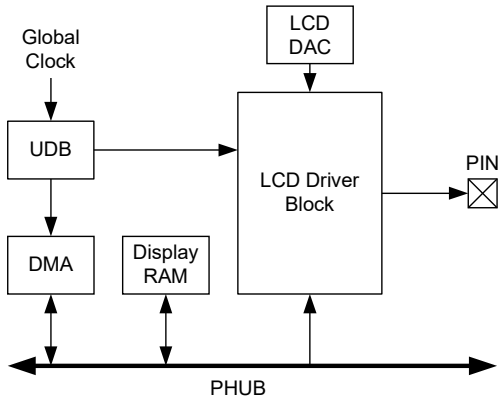 LCD
DAC
Global
Clock
UDB
LCD Driver
Block
PIN
DMA
Display
RAM
PHUB